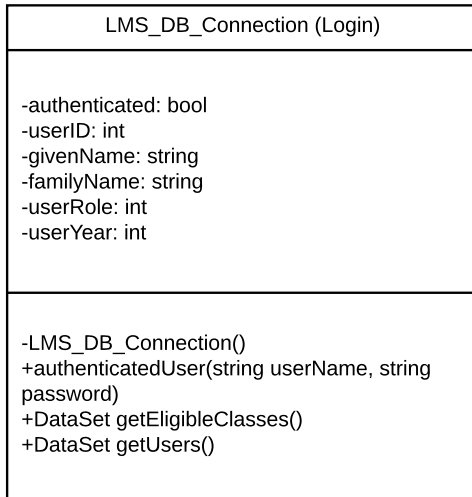 LMS_DB_Connection (Login)
-authenticated: bool
-userID: int
-givenName: string
-familyName: string
-userRole: int
-userYear: int
-LMS_DB_Connection()
+authenticatedUser(string userName, string
password)
+DataSet getEligibleClasses()
+DataSet getUsers()